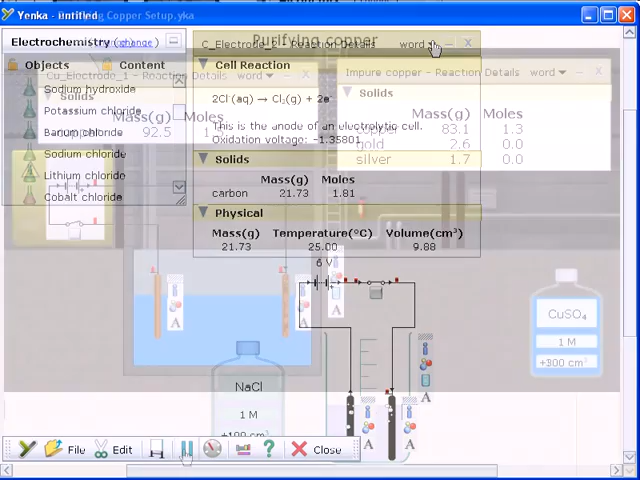 Yenka - untitled
Purifying Copper Setup.yka
Electrochemistry
(change)
Purifying copper
C_Electrode_2 - Reaction Details
word
Objects
Content
Cell Reaction
Cu_Electrode_1 - Reaction Details
word
Impure copper - Reaction Details
word
Sodium hydroxide
Solids
Solids
Potassium chloride
2Cl⁻(aq) → Cl₂(g) + 2e⁻
Mass(g)
Moles
Mass(g)
Moles
Barium chloride
92.5
This is the anode of an electrolytic cell.
Oxidation voltage: -1.35801
copper
83.1
1.3
gold
2.6
0.0
silver
1.7
0.0
Sodium chloride
Solids
Lithium chloride
Mass(g)
Moles
Cobalt chloride
carbon
21.73
1.81
Physical
Mass(g)
Temperature(°C)
Volume(cm³)
21.73
25.00
9.88
6 V
A
A
A
CuSO₄
1 M
+300 cm³
NaCl
1 M
+100 cm³
A
A
File
Edit
Close